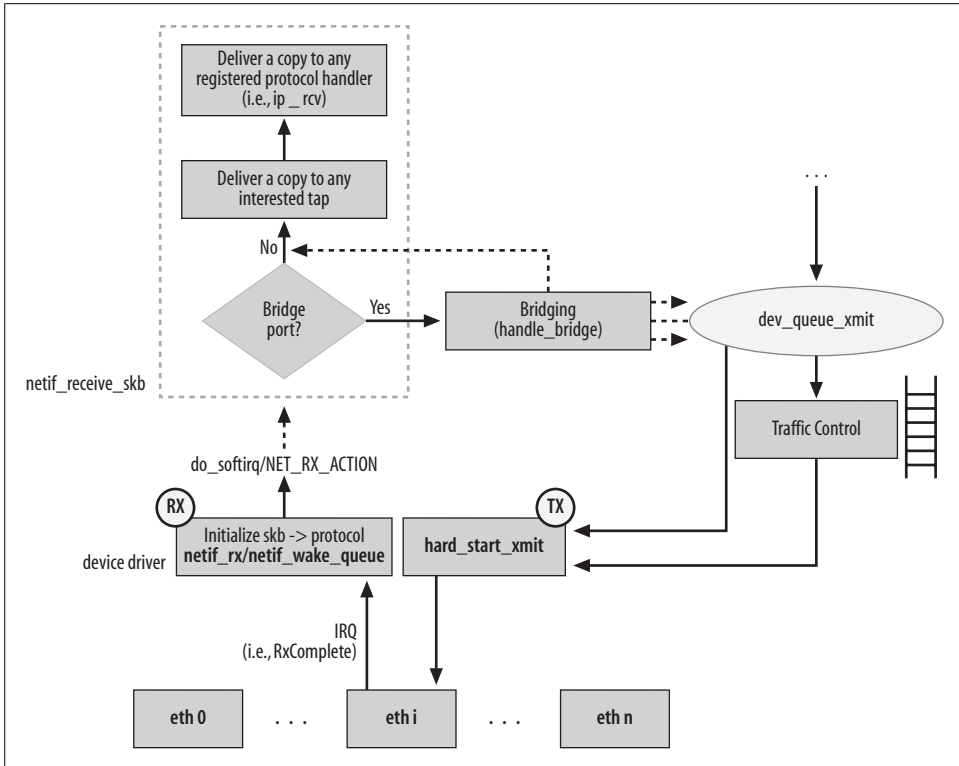 Deliver a copy to any
registered protocol handler
(i.e., ip _ rcv)
Deliver a copy to any
interested tap
. . .
No
Bridge
port?
Yes
Bridging
(handle_bridge)
dev_queue_xmit
netif_receive_skb
Traffic Control
do_softirq/NET_RX_ACTION
RX
TX
Initialize skb -> protocol
netif_rx/netif_wake_queue
hard_start_xmit
device driver
IRQ
(i.e., RxComplete)
eth 0
. . .
eth i
. . .
eth n